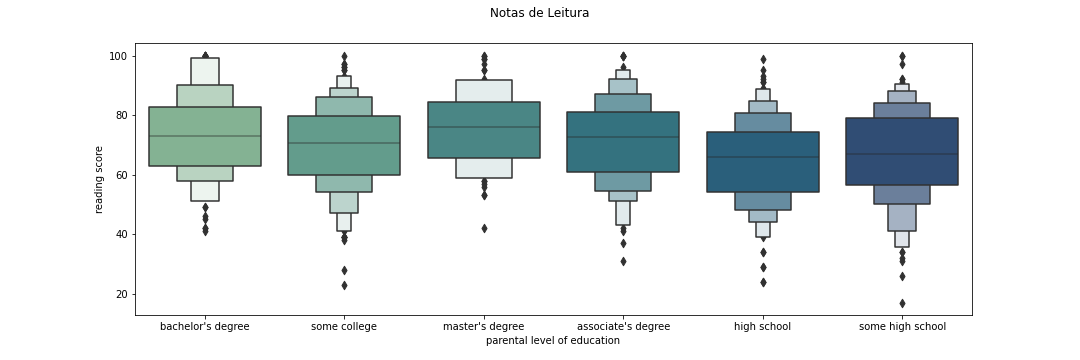 Notas de Leitura
100
80
60
40
20
reading score
bachelor's degree
some college
master's degree
associate's degree
high school
some high school
parental level of education